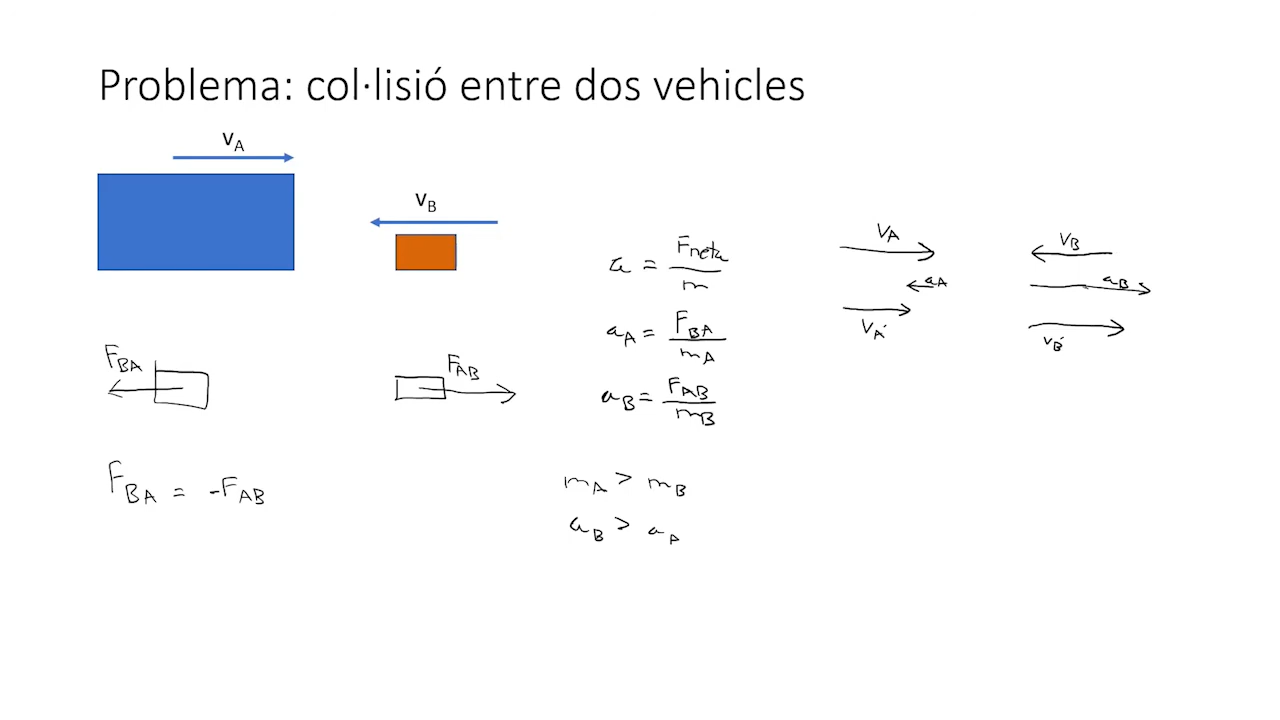 Problema: col·lisió entre dos vehicles
vA
vB
FBA
FAB
FBA = -FAB
a = Fneta / m
aA = FBA / mA
aB = FAB / mB
mA > mB
aB > aA
VA
aA
VA'
VB
aB
VB'